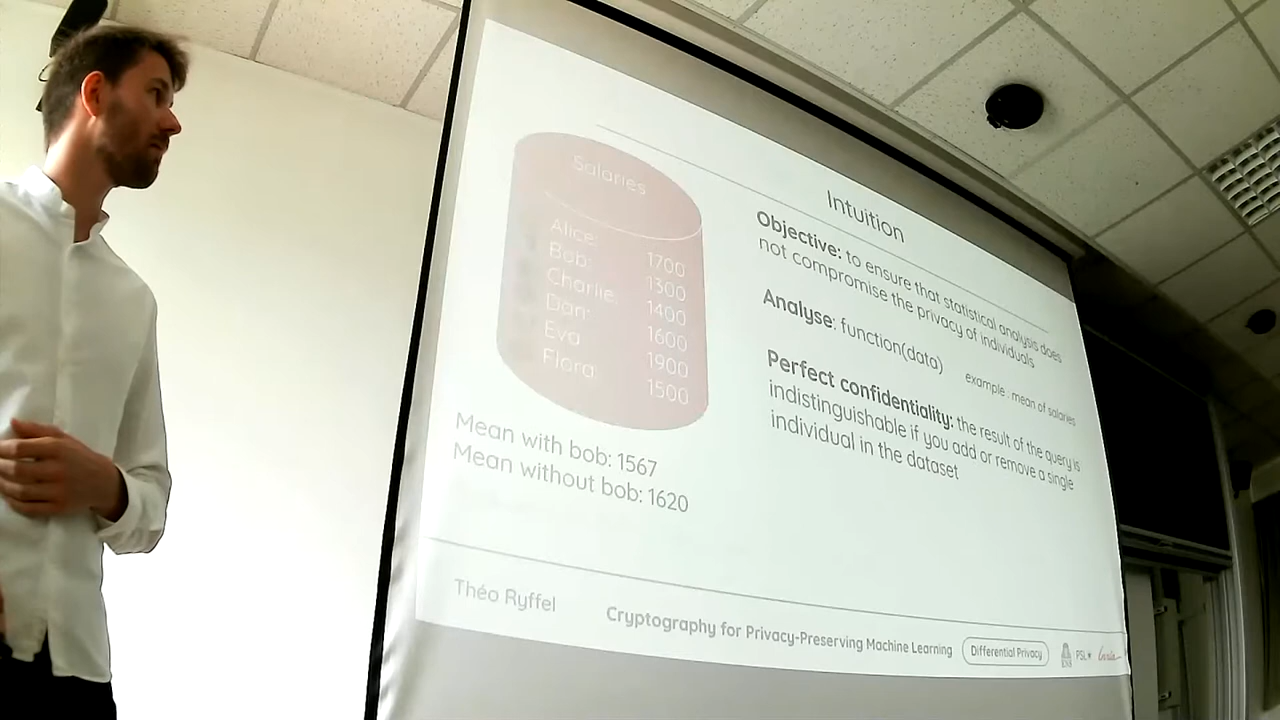 Intuition
Salaries
Alice: 1700
Bob: 1300
Charlie: 1400
Dan: 1600
Eva 1900
Flora: 1500
Mean with bob: 1567
Mean without bob: 1620
Objective: to ensure that statistical analysis does
not compromise the privacy of individuals
Analyse: function(data)
example : mean of salaries
Perfect confidentiality: the result of the query is
indistinguishable if you add or remove a single
individual in the dataset
Théo Ryffel
Cryptography for Privacy-Preserving Machine Learning
Differential Privacy
ENS
PSL★
Inria